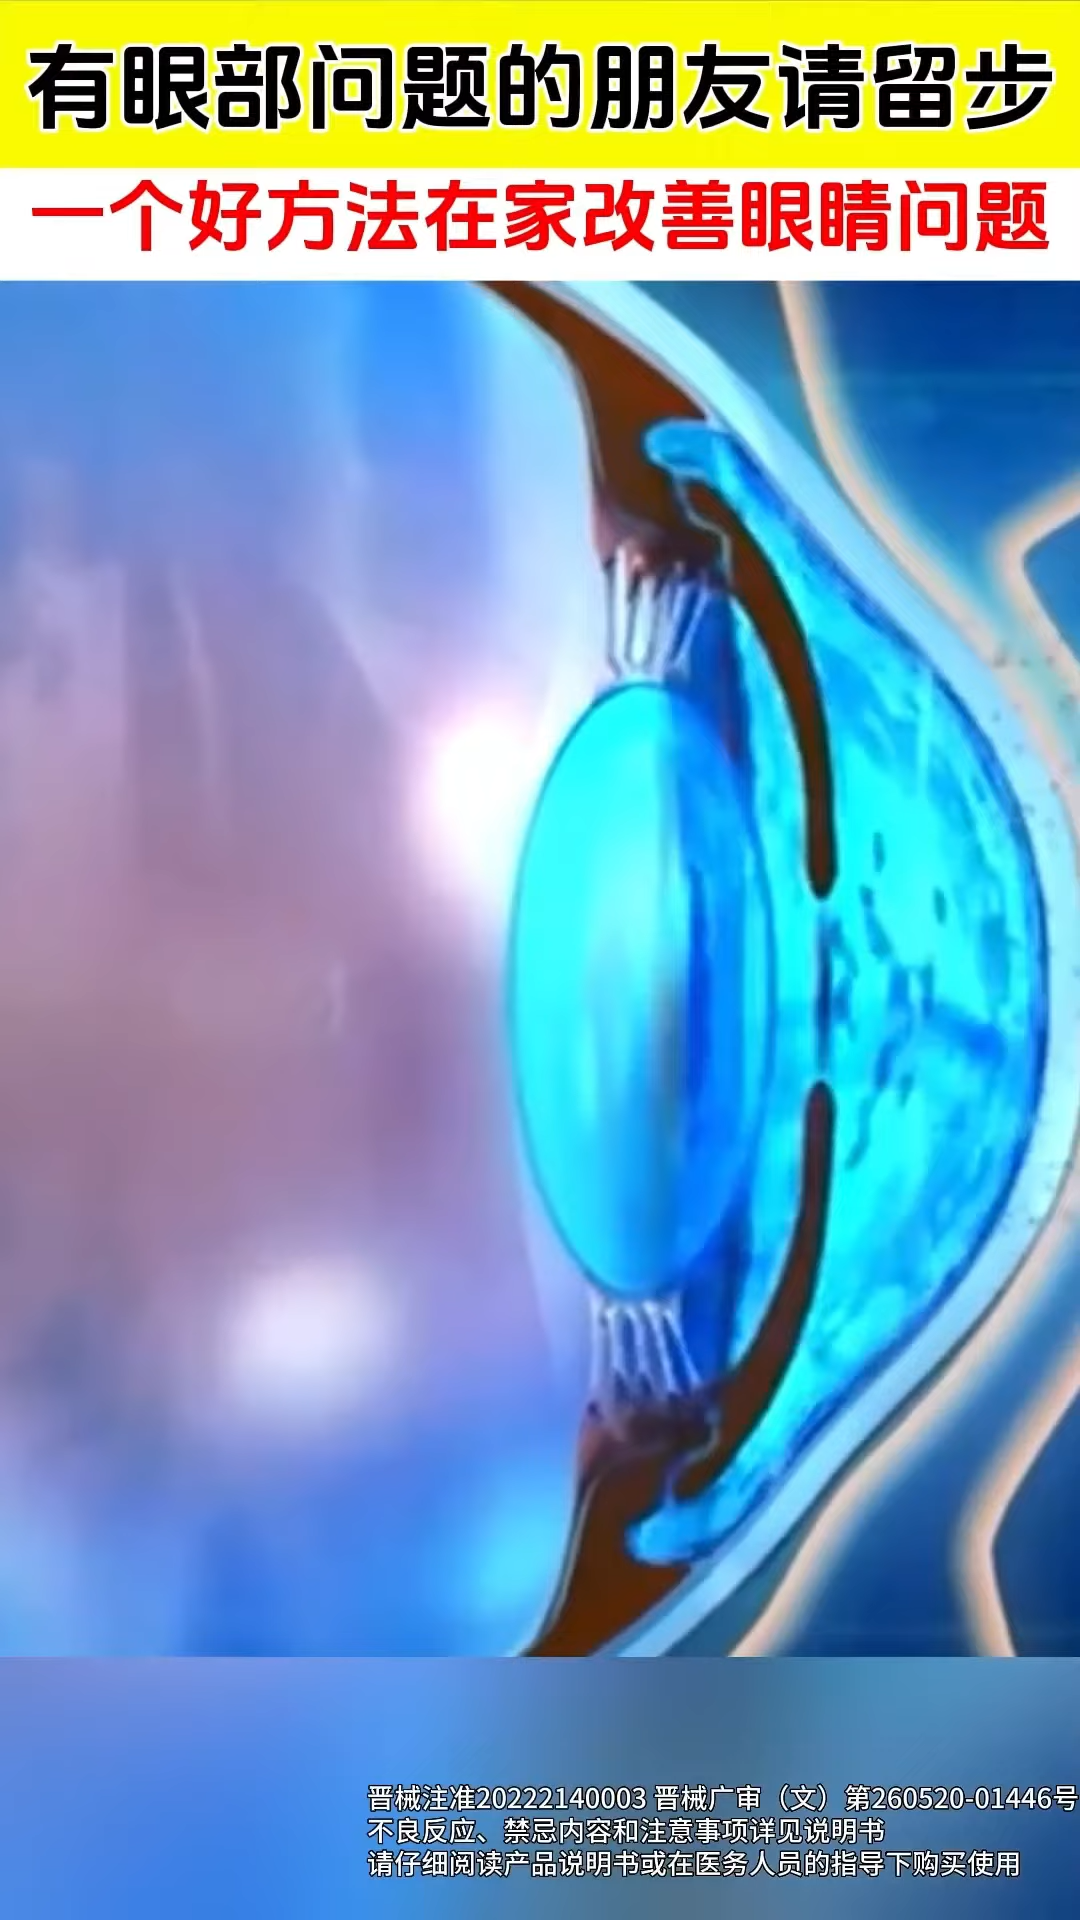 有眼部问题的朋友请留步
一个好方法在家改善眼睛问题
晋械注准20222140003 晋械广审（文）第260520-01446号
不良反应、禁忌内容和注意事项详见说明书
请仔细阅读产品说明书或在医务人员的指导下购买使用